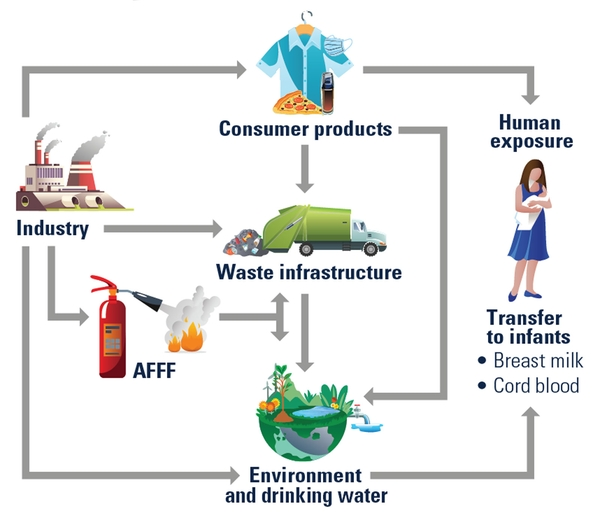 Consumer products
Human
exposure
Industry
Waste infrastructure
AFFF
Transfer
to infants
• Breast milk
• Cord blood
Environment
and drinking water